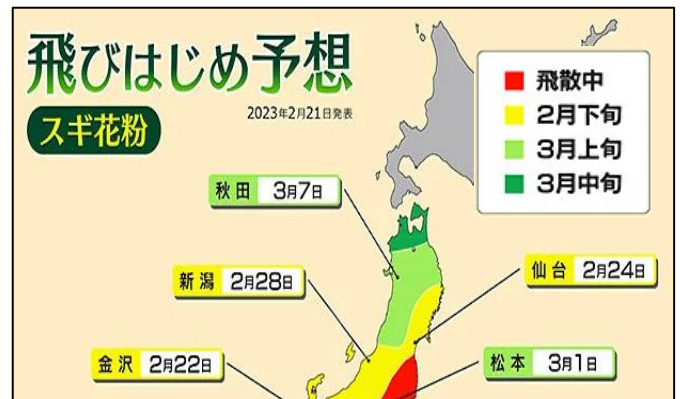 飛びはじめ予想
2023年2月21日発表
スギ花粉
飛散中
2月下旬
3月上旬
3月中旬
秋田 3月7日
仙台 2月24日
新潟 2月28日
金沢 2月22日
松本 3月1日